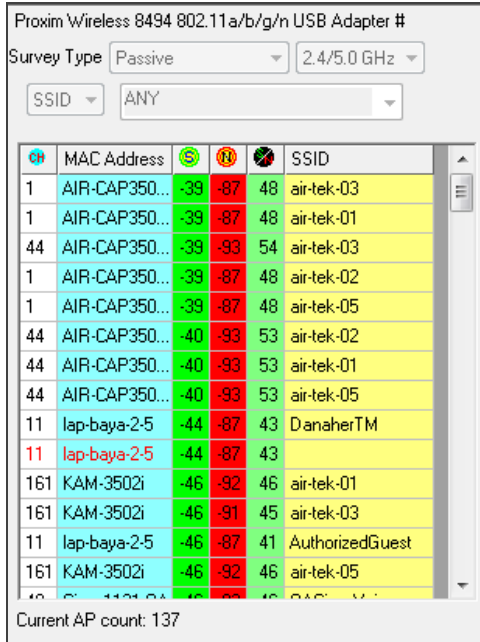 Proxim Wireless 8494 802.11a/b/g/n USB Adapter #
Survey Type Passive 2.4/5.0 GHz
SSID ANY
CH MAC Address S N SSID
1 AIR-CAP350... -39 -87 48 air-tek-03
1 AIR-CAP350... -39 -87 48 air-tek-01
44 AIR-CAP350... -39 -93 54 air-tek-03
1 AIR-CAP350... -39 -87 48 air-tek-02
1 AIR-CAP350... -39 -87 48 air-tek-05
44 AIR-CAP350... -40 -93 53 air-tek-02
44 AIR-CAP350... -40 -93 53 air-tek-01
44 AIR-CAP350... -40 -93 53 air-tek-05
11 lap-baya-2-5 -44 -87 43 DanaherTM
11 lap-baya-2-5 -44 -87 43
161 KAM-3502i -46 -92 46 air-tek-01
161 KAM-3502i -46 -91 45 air-tek-03
11 lap-baya-2-5 -46 -87 41 AuthorizedGuest
161 KAM-3502i -46 -92 46 air-tek-05
Current AP count: 137